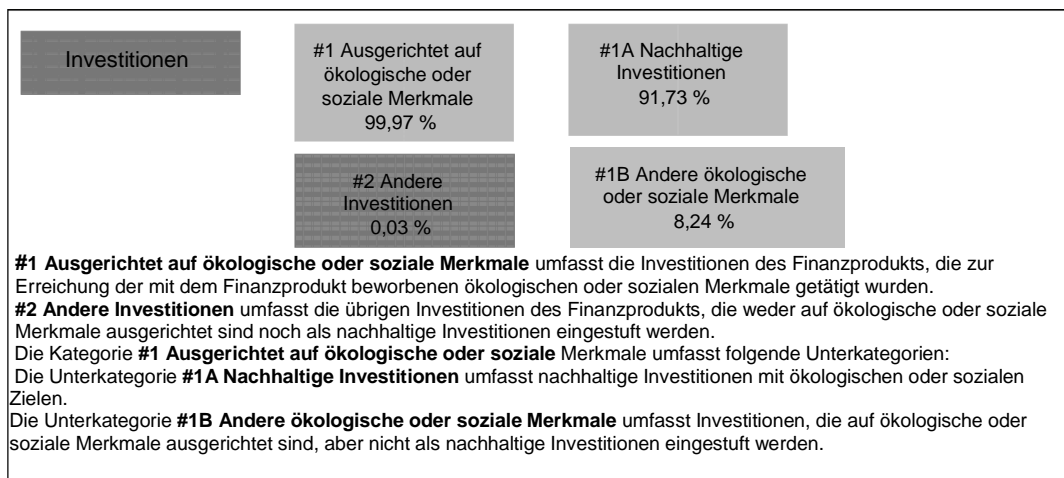 Investitionen
#1 Ausgerichtet auf
ökologische oder
soziale Merkmale
99,97 %
#1A Nachhaltige
Investitionen
91,73 %
#2 Andere
Investitionen
0,03 %
#1B Andere ökologische
oder soziale Merkmale
8,24 %
#1 Ausgerichtet auf ökologische oder soziale Merkmale umfasst die Investitionen des Finanzprodukts, die zur
Erreichung der mit dem Finanzprodukt beworbenen ökologischen oder sozialen Merkmale getätigt wurden.
#2 Andere Investitionen umfasst die übrigen Investitionen des Finanzprodukts, die weder auf ökologische oder soziale
Merkmale ausgerichtet sind noch als nachhaltige Investitionen eingestuft werden.
Die Kategorie #1 Ausgerichtet auf ökologische oder soziale Merkmale umfasst folgende Unterkategorien:
Die Unterkategorie #1A Nachhaltige Investitionen umfasst nachhaltige Investitionen mit ökologischen oder sozialen
Zielen.
Die Unterkategorie #1B Andere ökologische oder soziale Merkmale umfasst Investitionen, die auf ökologische oder
soziale Merkmale ausgerichtet sind, aber nicht als nachhaltige Investitionen eingestuft werden.